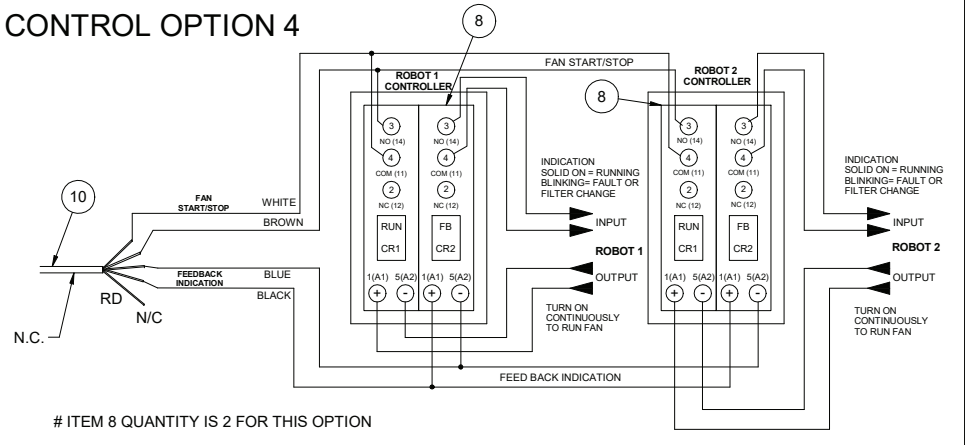 CONTROL OPTION 4
8
FAN START/STOP
ROBOT 1
CONTROLLER
ROBOT 2
CONTROLLER
8
3
NO (14)
3
NO (14)
3
NO (14)
3
NO (14)
4
COM (11)
4
COM (11)
4
COM (11)
4
COM (11)
2
NC (12)
2
NC (12)
2
NC (12)
2
NC (12)
RUN
CR1
FB
CR2
RUN
CR1
FB
CR2
1(A1) 5(A2) 1(A1) 5(A2)
+ - + -
1(A1) 5(A2) 1(A1) 5(A2)
+ - + -
INDICATION
SOLID ON = RUNNING
BLINKING= FAULT OR
FILTER CHANGE
INPUT
ROBOT 1
OUTPUT
TURN ON
CONTINUOUSLY
TO RUN FAN
INDICATION
SOLID ON = RUNNING
BLINKING= FAULT OR
FILTER CHANGE
INPUT
ROBOT 2
OUTPUT
TURN ON
CONTINUOUSLY
TO RUN FAN
10
FAN
START/STOP
WHITE
BROWN
FEEDBACK
INDICATION
BLUE
BLACK
RD
N/C
N.C.
FEED BACK INDICATION
# ITEM 8 QUANTITY IS 2 FOR THIS OPTION